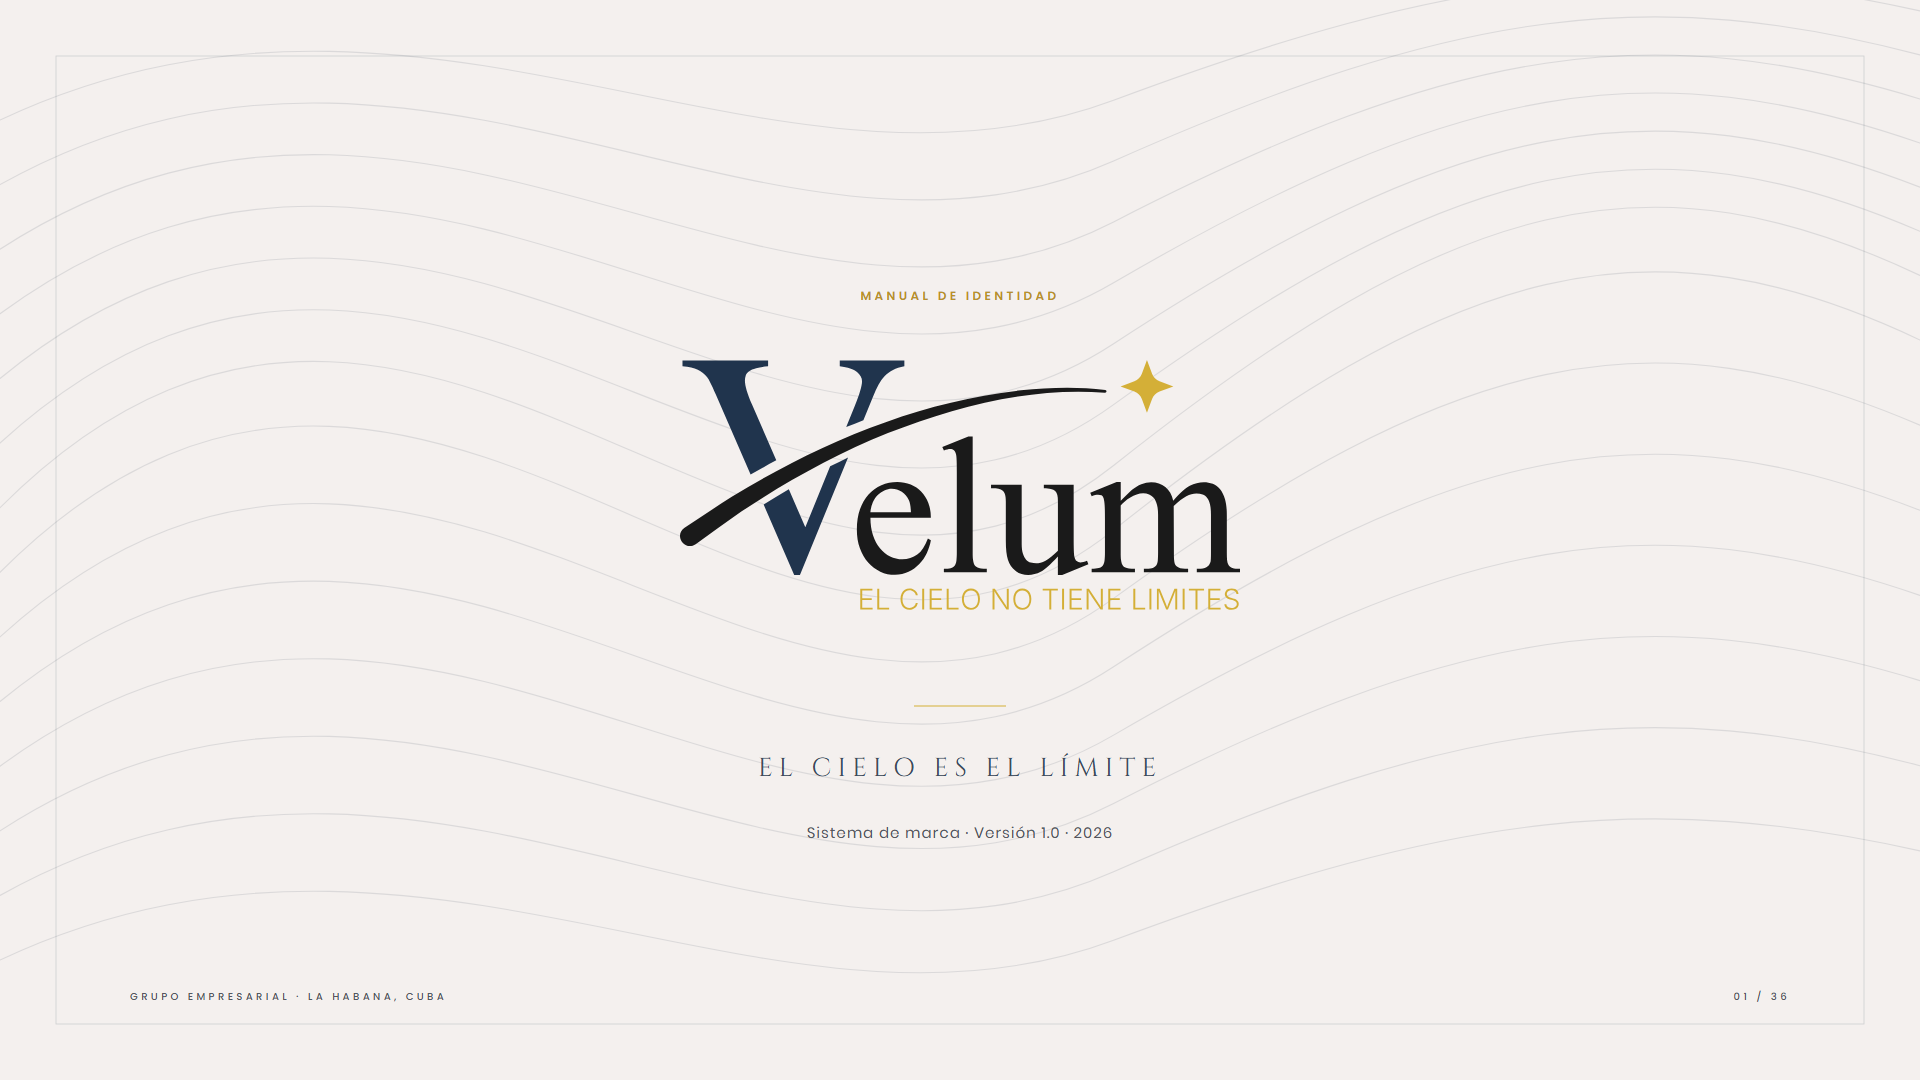 MANUAL DE IDENTIDAD
Velum
EL CIELO NO TIENE LIMITES
EL CIELO ES EL LÍMITE
Sistema de marca · Versión 1.0 · 2026
GRUPO EMPRESARIAL · LA HABANA, CUBA
01 / 36